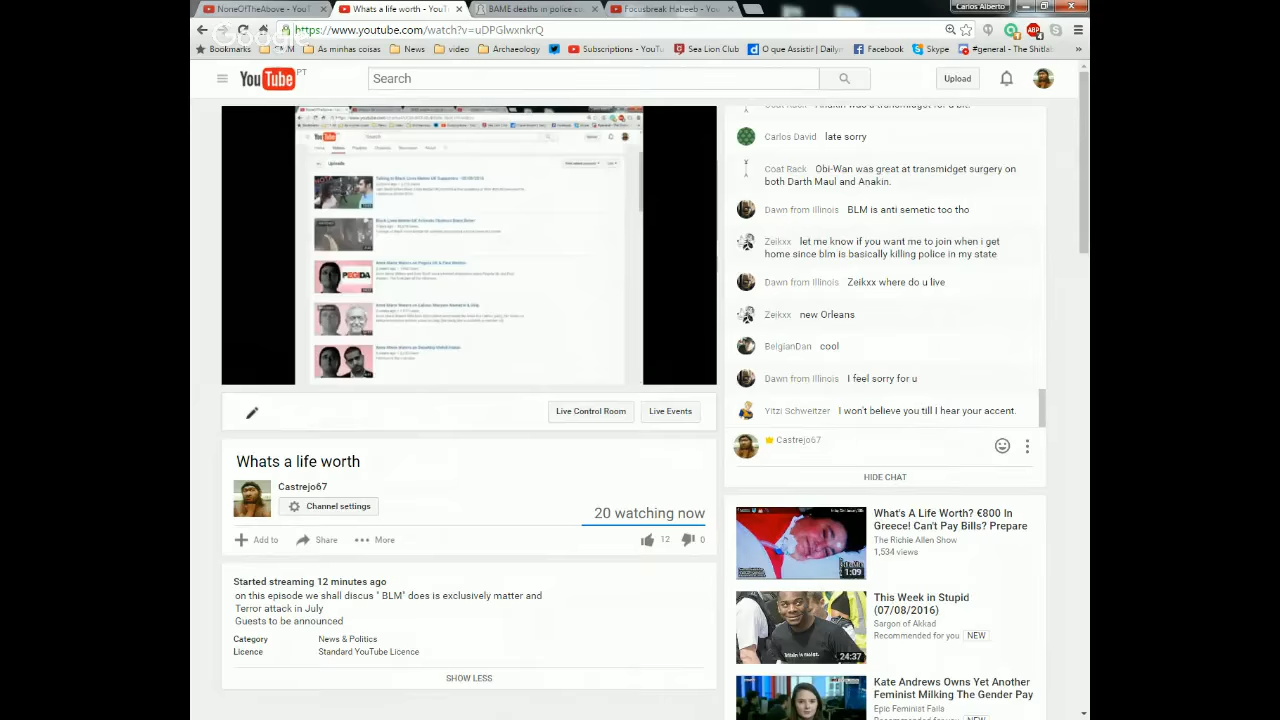 NoneOfTheAbove - YouT
Whats a life worth - YouTu
BAME deaths in police cu
Focusbreak Habeeb - You
Carlos Alberto
https://www.youtube.com/watch?v=uDPGlwxnkrQ
Bookmarks
As minhas coisas
News
video
Archaeology
Subscriptions - YouTu
Sea Lion Club
O que Assistir | Dailym
Facebook
Skype
#general - The Shitlab
YouTube PT
Search
Upload
Carlos David late sorry
Coat Rack Obiwan was great at transmidget surgery on
both Darth Maul and Anakin.
Dawn from Illinois BLM is anti semetic too tho
Zeikxx let me know if you want me to join when i get
home since blm is basically killing police in my state
Dawn from Illinois Zeikxx where do u live
Zeikxx new Orleans
BelgianDan cool
Dawn from Illinois I feel sorry for u
Yitzi Schweitzer I won't believe you till I hear your accent.
Castrejo67
HIDE CHAT
Live Control Room
Live Events
Whats a life worth
Castrejo67
Channel settings
20 watching now
Add to
Share
More
12
0
Started streaming 12 minutes ago
on this episode we shall discus " BLM" does is exclusively matter and
Terror attack in July
Guests to be announced
Category News & Politics
Licence Standard YouTube Licence
SHOW LESS
What's A Life Worth? €800 In
Greece! Can't Pay Bills? Prepare
The Richie Allen Show
1,534 views
1:09
This Week in Stupid
(07/08/2016)
Sargon of Akkad
Recommended for you NEW
24:37
Kate Andrews Owns Yet Another
Feminist Milking The Gender Pay
Epic Feminist Fails